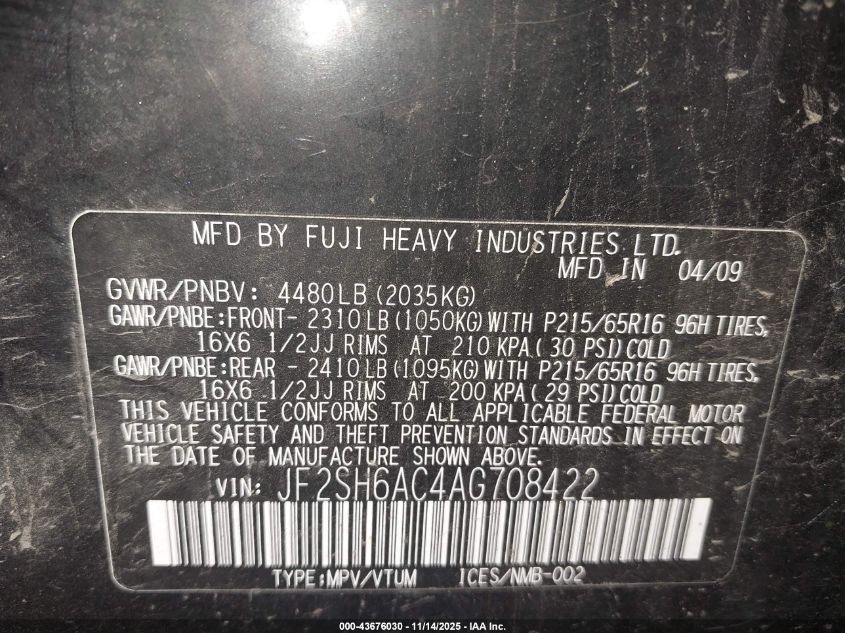 MFD BY FUJI HEAVY INDUSTRIES LTD.
MFD IN 04/09
GVWR/PNBV: 4480LB (2035KG)
GAWR/PNBE:FRONT- 2310 LB (1050KG) WITH P215/65R16 96H TIRES,
16X6 1/2JJ RIMS AT 210 KPA( 30 PSI) COLD
GAWR/PNBE:REAR - 2410 LB (1095KG) WITH P215/65R16 96H TIRES,
16X6 1/2JJ RIMS AT 200 KPA( 29 PSI) COLD
THIS VEHICLE CONFORMS TO ALL APPLICABLE FEDERAL MOTOR
VEHICLE SAFETY AND THEFT PREVENTION STANDARDS IN EFFECT ON
THE DATE OF MANUFACTURE SHOWN ABOVE.
VIN: JF2SH6AC4AG708422
TYPE:MPV/VTUM ICES/NMB-002
000-43676030 - 11/14/2025 - IAA Inc.